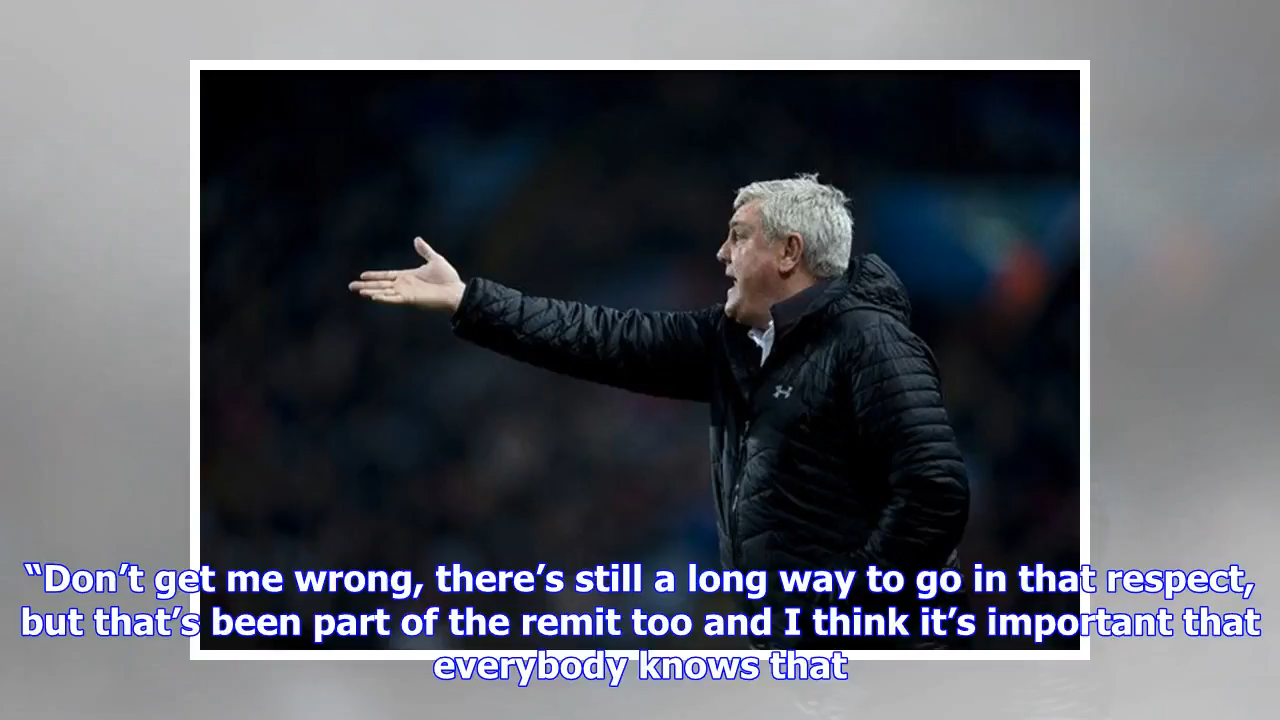 “Don’t get me wrong, there’s still a long way to go in that respect,
but that’s been part of the remit too and I think it’s important that
everybody knows that